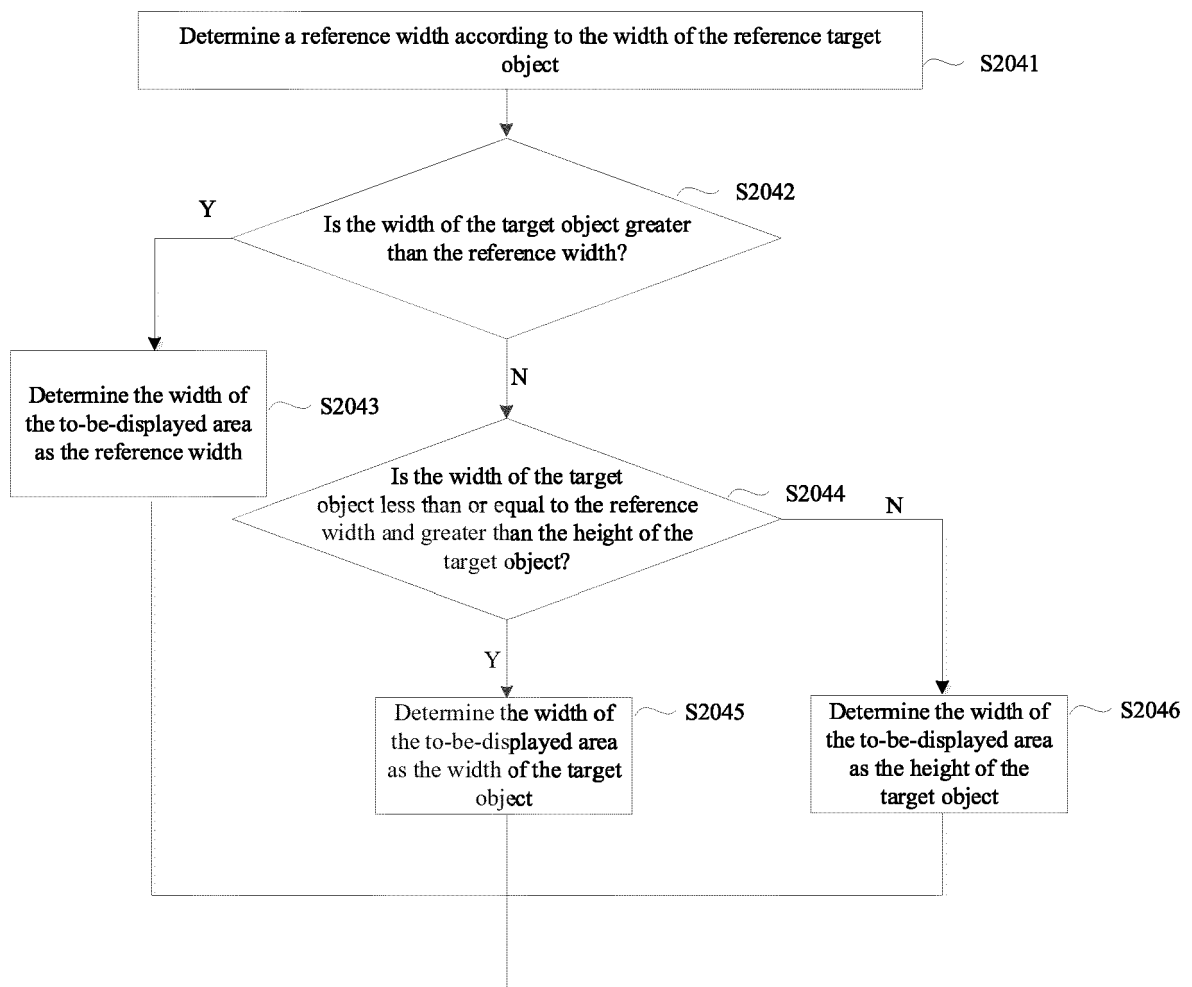 Determine a reference width according to the width of the reference target
object
S2041
S2042
Y
Is the width of the target object greater
than the reference width?
N
Determine the width of
the to-be-displayed area
as the reference width
S2043
Is the width of the target
object less than or equal to the reference
width and greater than the height of the
target object?
S2044
N
Y
Determine the width of
the to-be-displayed area
as the width of the target
object
S2045
Determine the width of
the to-be-displayed area
as the height of the
target object
S2046